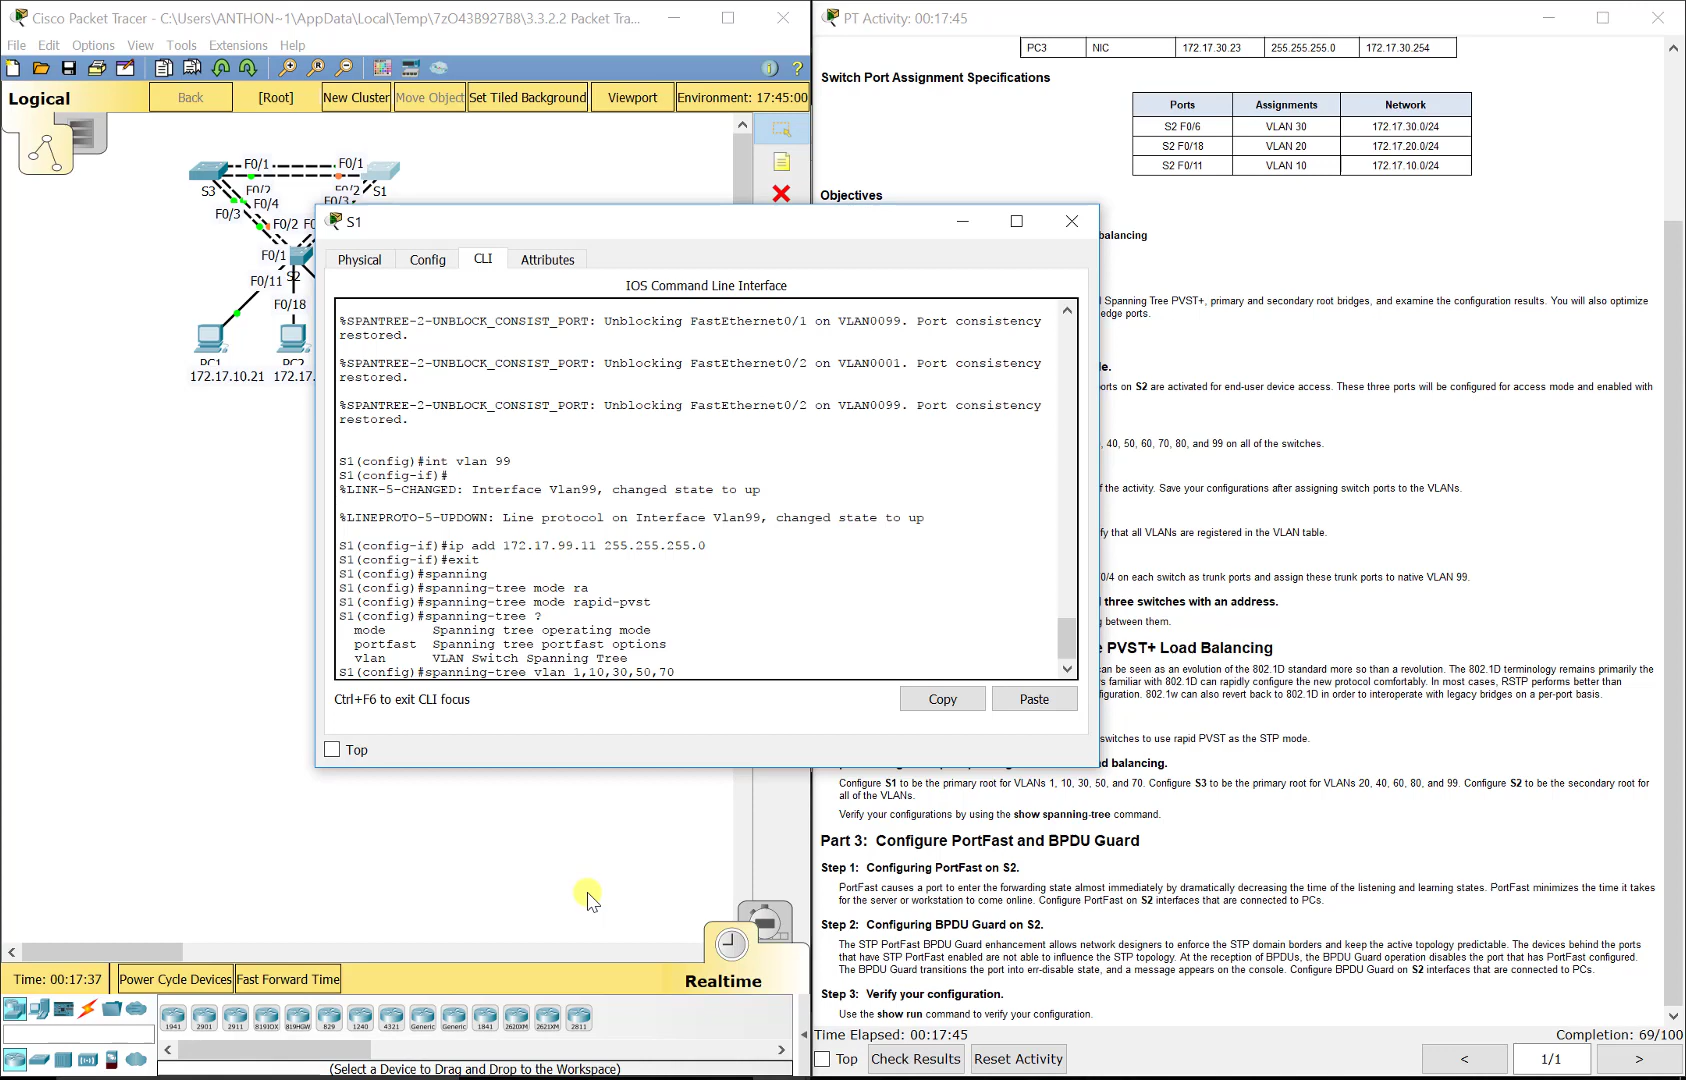 Cisco Packet Tracer - C:\Users\ANTHON~1\AppData\Local\Temp\7zO43B927B8\3.3.2.2 Packet Tra...
File Edit Options View Tools Extensions Help
Logical
Back
[Root]
New Cluster
Move Object
Set Tiled Background
Viewport
Environment: 17:45:00
F0/1
F0/1
F0/2
F0/2
S3
S1
F0/4
F0/3
F0/3
F0/2
F0/1
S2
F0/11
F0/18
PC1
PC2
172.17.10.21
172.17.
S1
Physical
Config
CLI
Attributes
IOS Command Line Interface
%SPANTREE-2-UNBLOCK_CONSIST_PORT: Unblocking FastEthernet0/1 on VLAN0099. Port consistency
restored.
%SPANTREE-2-UNBLOCK_CONSIST_PORT: Unblocking FastEthernet0/2 on VLAN0001. Port consistency
restored.
%SPANTREE-2-UNBLOCK_CONSIST_PORT: Unblocking FastEthernet0/2 on VLAN0099. Port consistency
restored.
S1(config)#int vlan 99
S1(config-if)#
%LINK-5-CHANGED: Interface Vlan99, changed state to up
%LINEPROTO-5-UPDOWN: Line protocol on Interface Vlan99, changed state to up
S1(config-if)#ip add 172.17.99.11 255.255.255.0
S1(config-if)#exit
S1(config)#spanning
S1(config)#spanning-tree mode ra
S1(config)#spanning-tree mode rapid-pvst
S1(config)#spanning-tree ?
mode Spanning tree operating mode
portfast Spanning tree portfast options
vlan VLAN Switch Spanning Tree
S1(config)#spanning-tree vlan 1,10,30,50,70
Ctrl+F6 to exit CLI focus
Copy
Paste
Top
Time: 00:17:37
Power Cycle Devices
Fast Forward Time
Realtime
1941 2901 2911 819IOX 819HGW 829 1240 4321 Generic Generic 1841 2620XM 2621XM 2811
(Select a Device to Drag and Drop to the Workspace)
PT Activity: 00:17:45
PC3 NIC 172.17.30.23 255.255.255.0 172.17.30.254
Switch Port Assignment Specifications
Ports Assignments Network
S2 F0/6 VLAN 30 172.17.30.0/24
S2 F0/18 VLAN 20 172.17.20.0/24
S2 F0/11 VLAN 10 172.17.10.0/24
Objectives
balancing
Spanning Tree PVST+, primary and secondary root bridges, and examine the configuration results. You will also optimize
edge ports.
le.
orts on S2 are activated for end-user device access. These three ports will be configured for access mode and enabled with
, 40, 50, 60, 70, 80, and 99 on all of the switches.
f the activity. Save your configurations after assigning switch ports to the VLANs.
fy that all VLANs are registered in the VLAN table.
0/4 on each switch as trunk ports and assign these trunk ports to native VLAN 99.
three switches with an address.
g between them.
e PVST+ Load Balancing
can be seen as an evolution of the 802.1D standard more so than a revolution. The 802.1D terminology remains primarily the
rs familiar with 802.1D can rapidly configure the new protocol comfortably. In most cases, RSTP performs better than
figuration. 802.1w can also revert back to 802.1D in order to interoperate with legacy bridges on a per-port basis.
switches to use rapid PVST as the STP mode.
d balancing.
Configure S1 to be the primary root for VLANs 1, 10, 30, 50, and 70. Configure S3 to be the primary root for VLANs 20, 40, 60, 80, and 99. Configure S2 to be the secondary root for
all of the VLANs.
Verify your configurations by using the show spanning-tree command.
Part 3: Configure PortFast and BPDU Guard
Step 1: Configuring PortFast on S2.
PortFast causes a port to enter the forwarding state almost immediately by dramatically decreasing the time of the listening and learning states. PortFast minimizes the time it takes
for the server or workstation to come online. Configure PortFast on S2 interfaces that are connected to PCs.
Step 2: Configuring BPDU Guard on S2.
The STP PortFast BPDU Guard enhancement allows network designers to enforce the STP domain borders and keep the active topology predictable. The devices behind the ports
that have STP PortFast enabled are not able to influence the STP topology. At the reception of BPDUs, the BPDU Guard operation disables the port that has PortFast configured.
The BPDU Guard transitions the port into err-disable state, and a message appears on the console. Configure BPDU Guard on S2 interfaces that are connected to PCs.
Step 3: Verify your configuration.
Use the show run command to verify your configuration.
Time Elapsed: 00:17:45
Completion: 69/100
Top
Check Results
Reset Activity
<
1/1
>